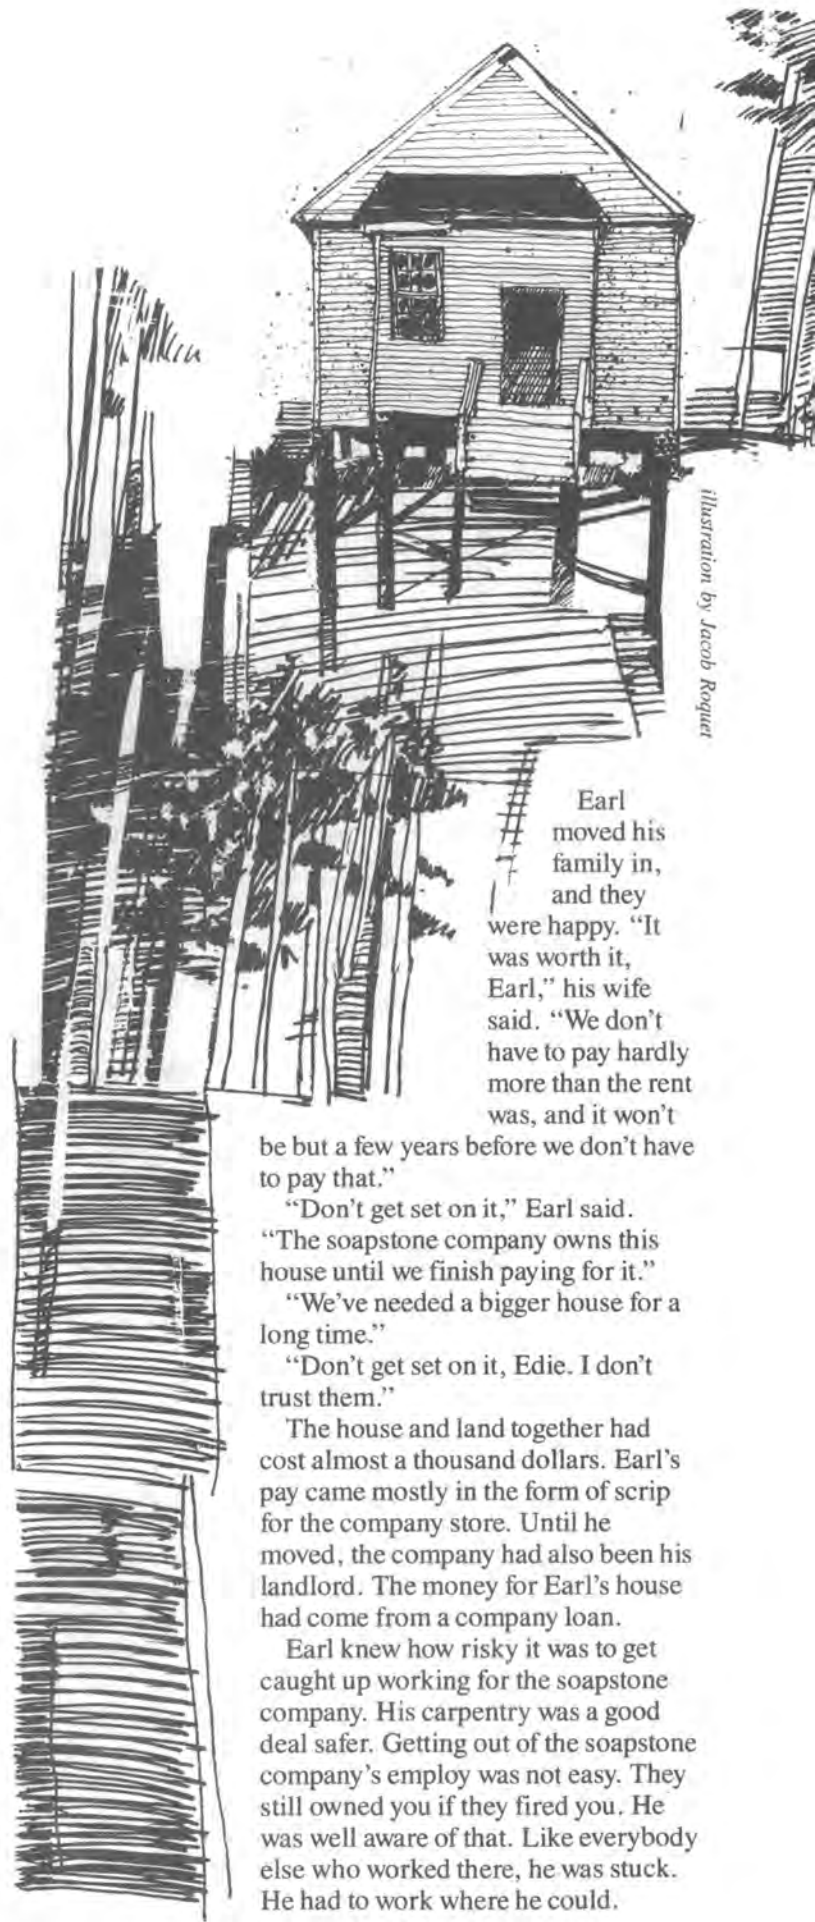 illustration by Jacob Roquet
Earl
moved his
family in,
and they
were happy. “It
was worth it,
Earl,” his wife
said. “We don’t
have to pay hardly
more than the rent
was, and it won’t
be but a few years before we don’t have
to pay that.”
“Don’t get set on it,” Earl said.
“The soapstone company owns this
house until we finish paying for it.”
“We’ve needed a bigger house for a
long time.”
“Don’t get set on it, Edie. I don’t
trust them.”
The house and land together had
cost almost a thousand dollars. Earl’s
pay came mostly in the form of scrip
for the company store. Until he
moved, the company had also been his
landlord. The money for Earl’s house
had come from a company loan.
Earl knew how risky it was to get
caught up working for the soapstone
company. His carpentry was a good
deal safer. Getting out of the soapstone
company’s employ was not easy. They
still owned you if they fired you. He
was well aware of that. Like everybody
else who worked there, he was stuck.
He had to work where he could.